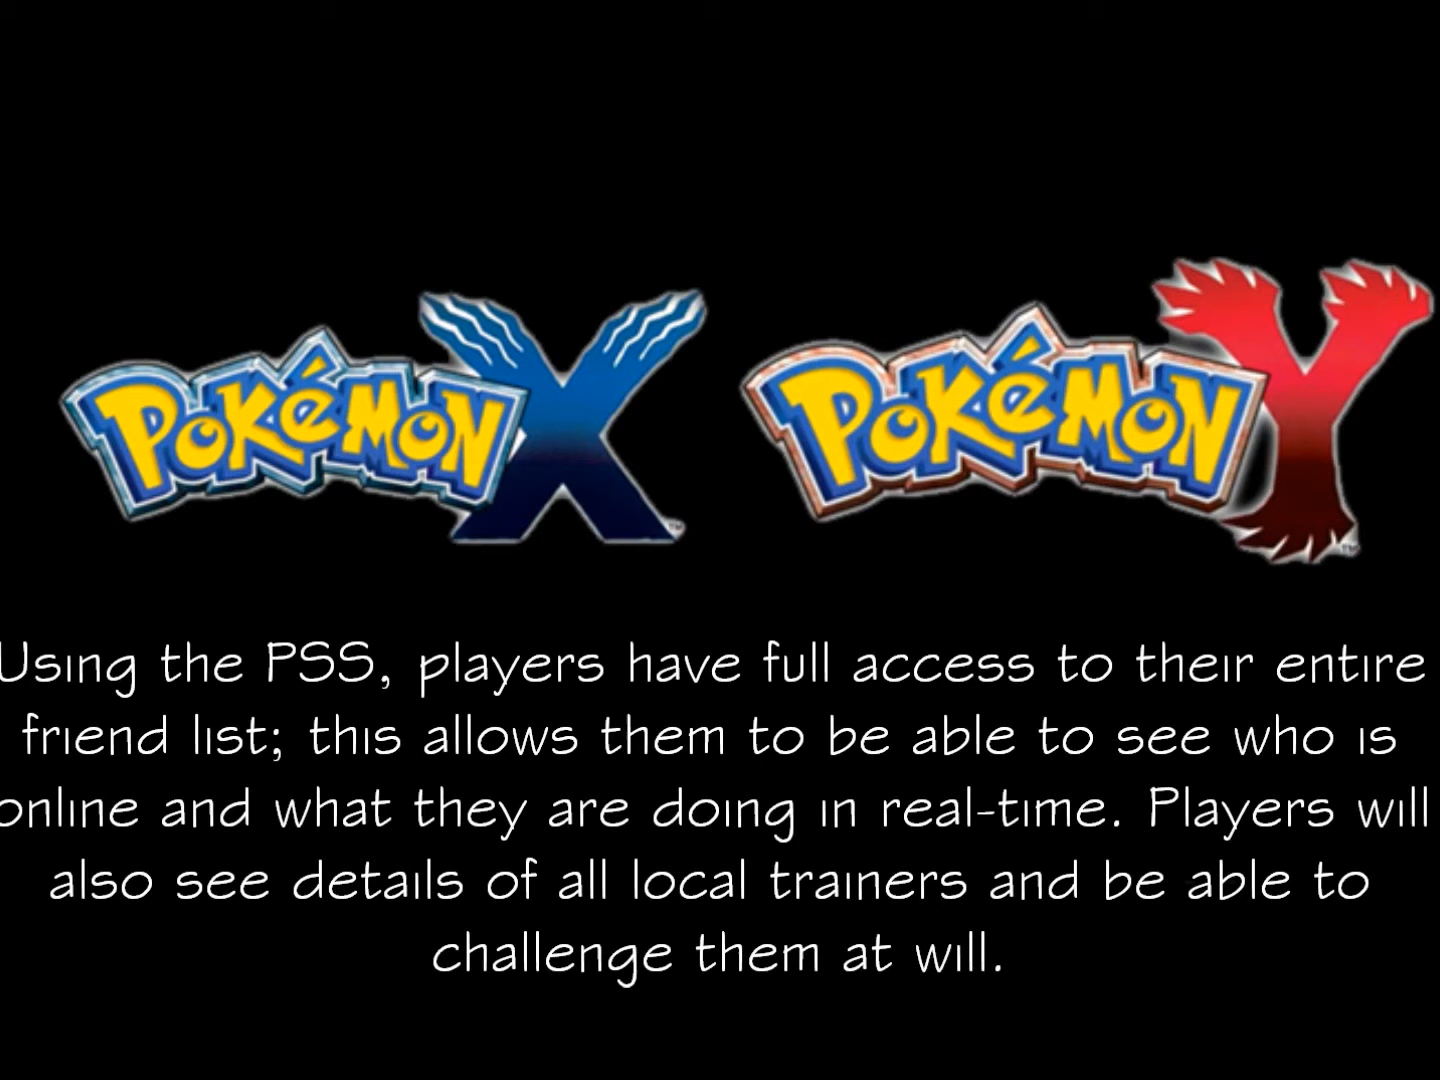 POKÉMON X ™ POKÉMON Y ™
Using the PSS, players have full access to their entire
friend list; this allows them to be able to see who is
online and what they are doing in real-time. Players will
also see details of all local trainers and be able to
challenge them at will.